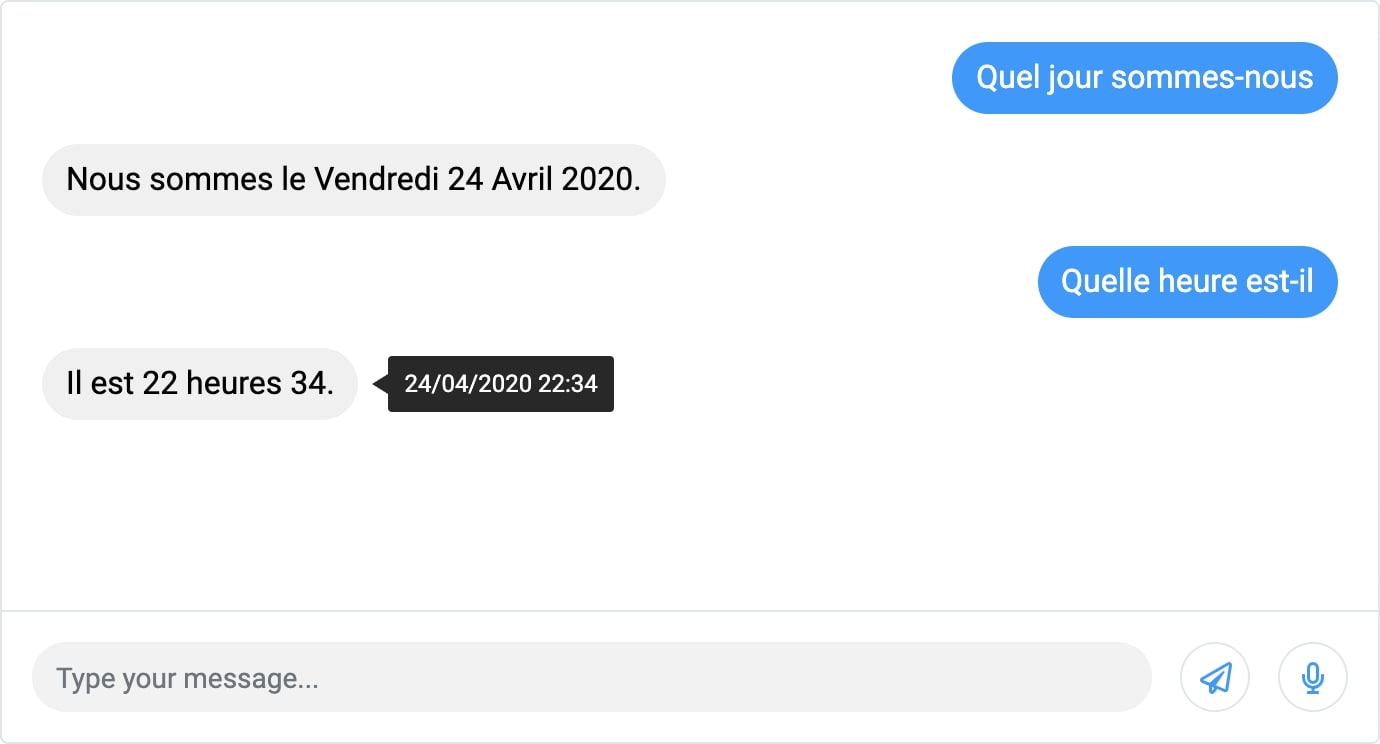 Quel jour sommes-nous
Nous sommes le Vendredi 24 Avril 2020.
Quelle heure est-il
Il est 22 heures 34.
24/04/2020 22:34
Type your message...